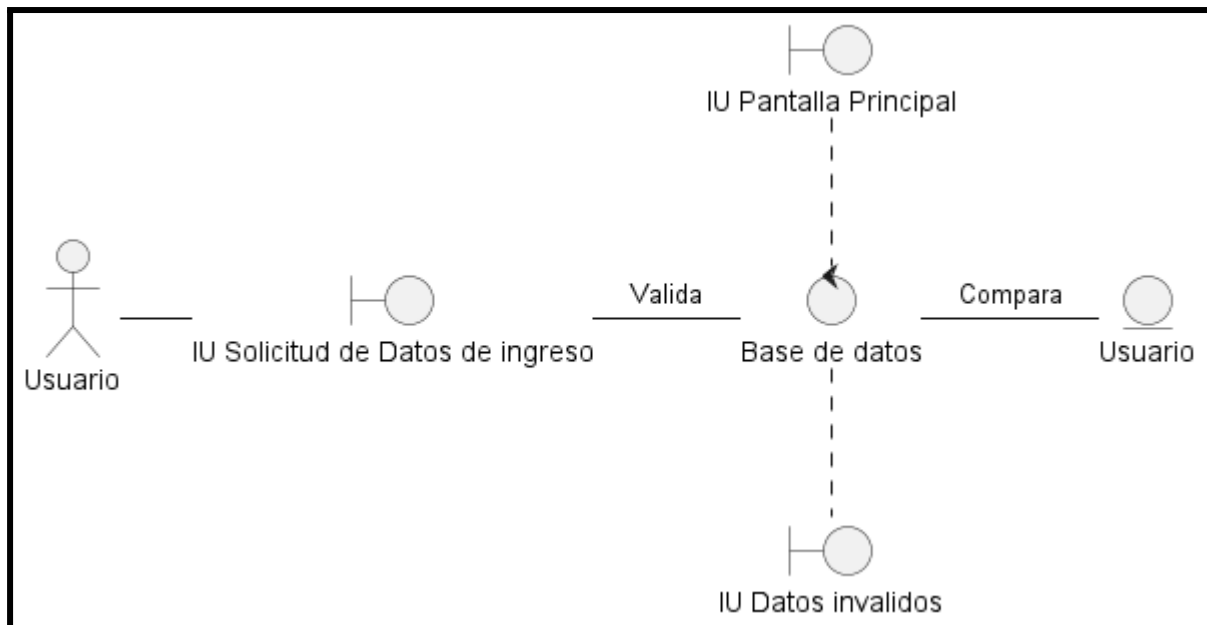 IU Pantalla Principal
Valida
Compara
Usuario
IU Solicitud de Datos de ingreso
Base de datos
Usuario
IU Datos invalidos